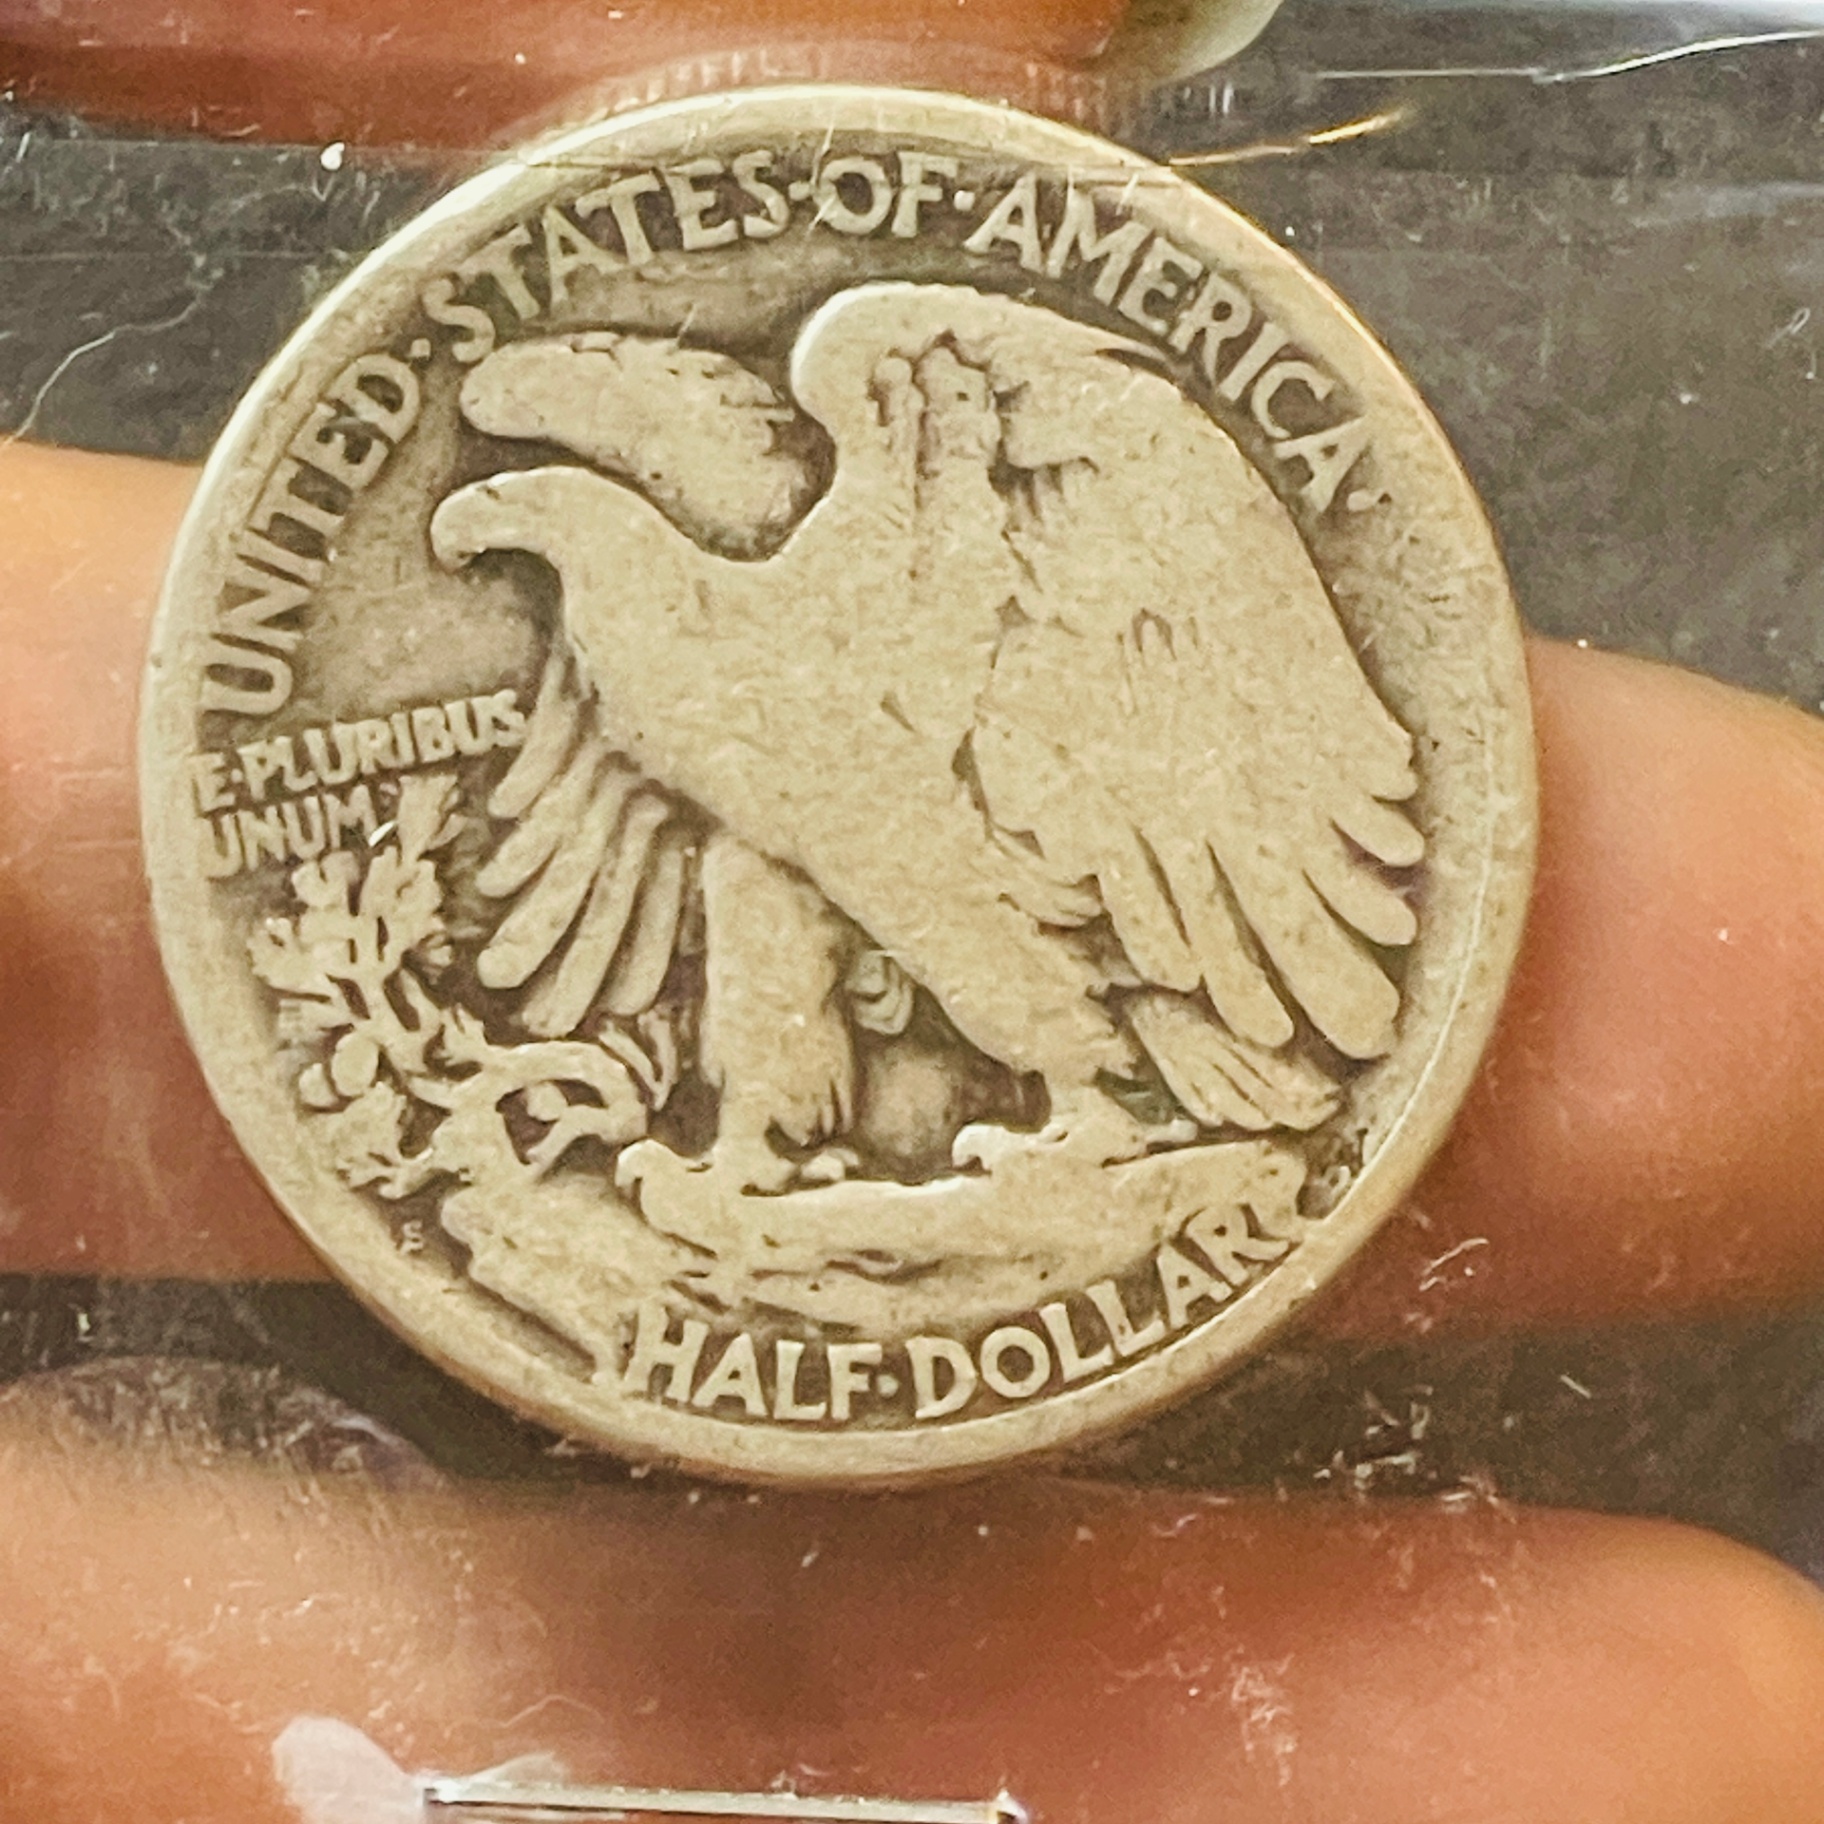 UNITED·STATES·OF·AMERICA·
E·PLURIBUS
UNUM
S
HALF·DOLLAR